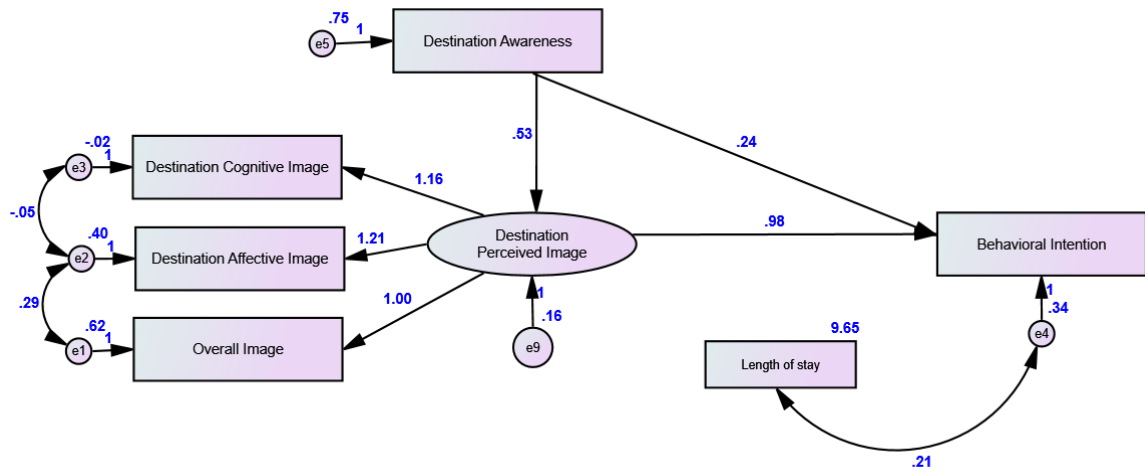 .75
1
e5
Destination Awareness
.53
.24
-.02
1
e3
Destination Cognitive Image
1.16
-.05
.40
1
e2
Destination Affective Image
1.21
Destination
Perceived Image
.98
Behavioral Intention
.29
.62
1
e1
Overall Image
1.00
1
.16
e9
1
.34
e4
9.65
Length of stay
.21